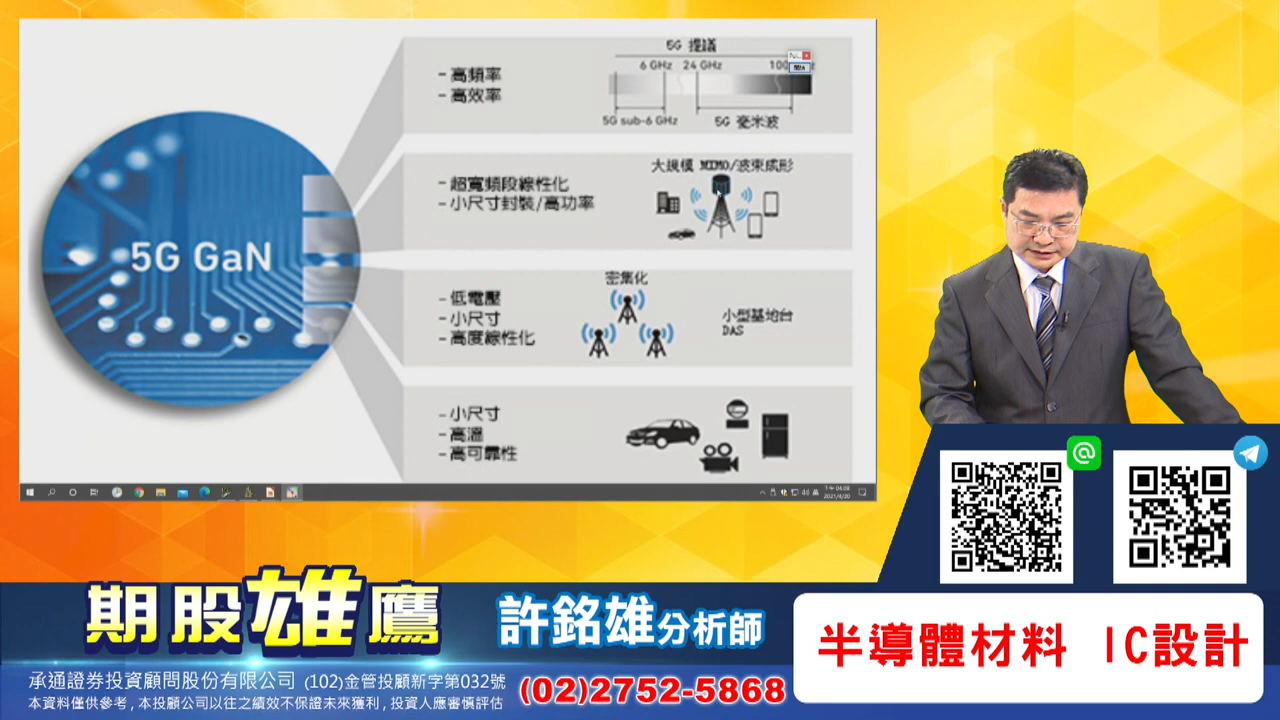 5G 提議
6 GHz 24 GHz 100
-高頻率
-高效率
5G sub-6 GHz 5G 毫米波
大規模 MIMO/波束成形
-超寬頻段線性化
-小尺寸封裝/高功率
5G GaN
密集化
-低電壓
-小尺寸
-高度線性化
小型基地台
DAS
-小尺寸
-高溫
-高可靠性
下午 04:08
2021/4/20
期股雄鷹
許銘雄分析師
半導體材料 IC設計
承通證券投資顧問股份有限公司 (102)金管投顧新字第032號
(02)2752-5868
本資料僅供參考,本投顧公司以往之績效不保證未來獲利,投資人應審慎評估